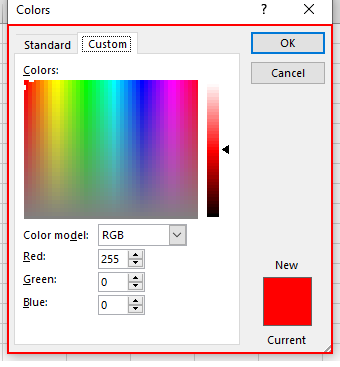 Colors ? ×
Standard Custom OK
Colors: Cancel
Color model: RGB
Red: 255
Green: 0
Blue: 0
New
Current